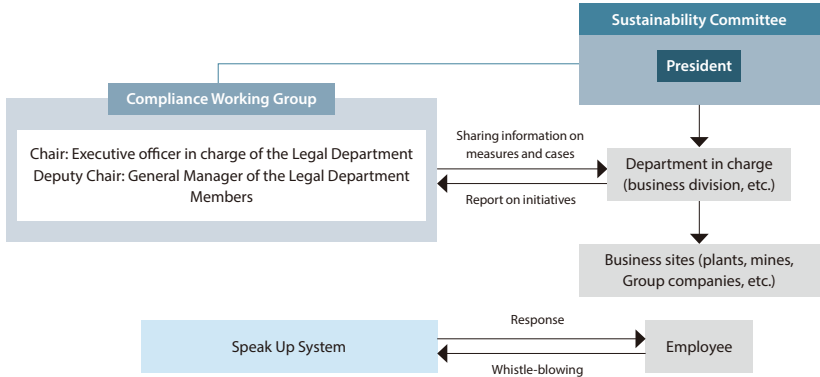 Sustainability Committee
President
Compliance Working Group
Chair: Executive officer in charge of the Legal Department
Deputy Chair: General Manager of the Legal Department
Members
Sharing information on
measures and cases
Report on initiatives
Department in charge
(business division, etc.)
Business sites (plants, mines,
Group companies, etc.)
Speak Up System
Response
Whistle-blowing
Employee